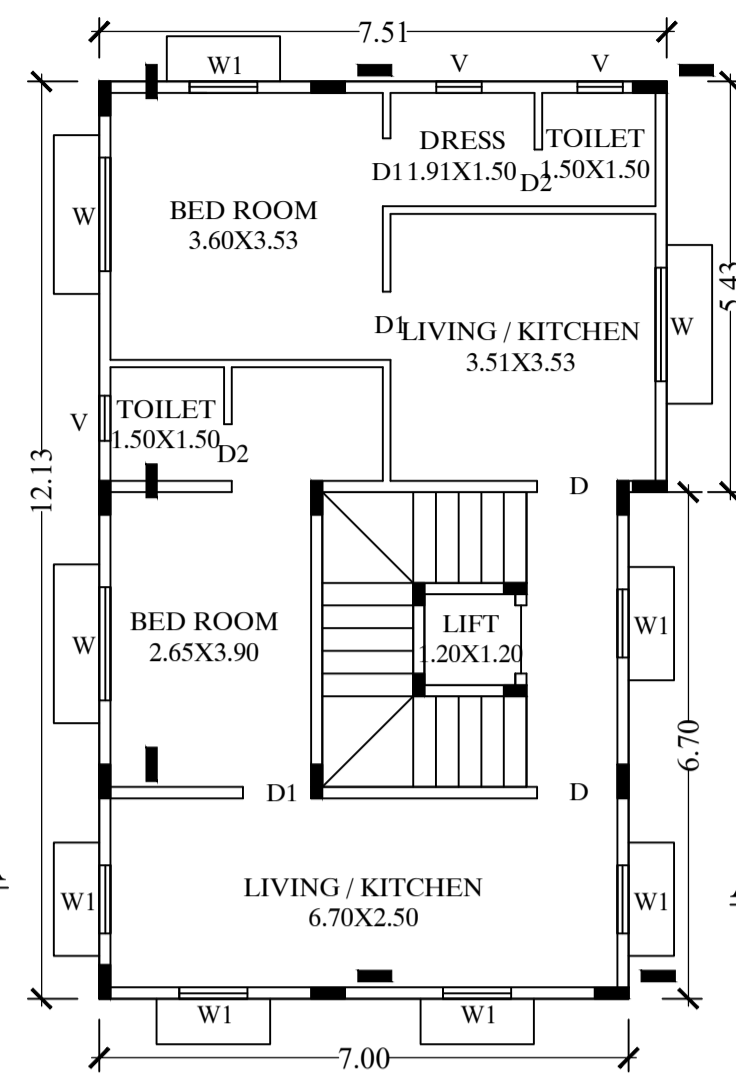 7.51
W1
V
V
DRESS
D1 1.91X1.50
TOILET
1.50X1.50
D2
BED ROOM
3.60X3.53
W
5.43
D1
LIVING / KITCHEN
3.51X3.53
W
TOILET
1.50X1.50
V
D2
12.13
D
BED ROOM
2.65X3.90
W
LIFT
1.20X1.20
W1
6.70
D1
D
LIVING / KITCHEN
6.70X2.50
W1
W1
W1
W1
7.00